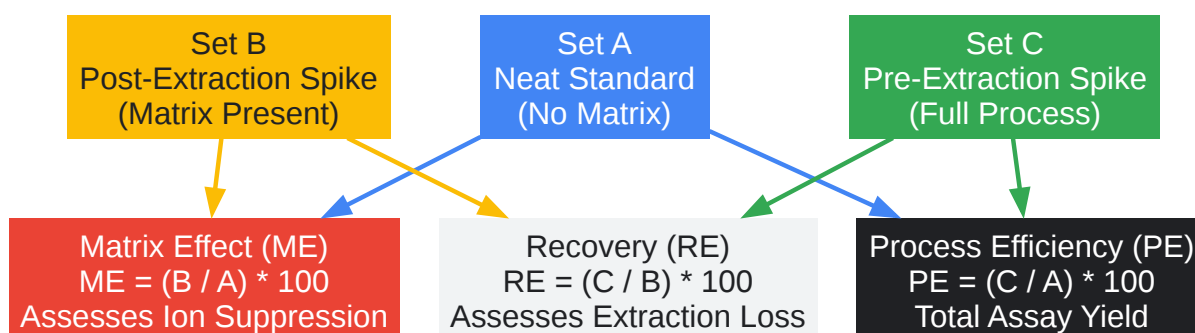 Set B
Post-Extraction Spike
(Matrix Present)
Set A
Neat Standard
(No Matrix)
Set C
Pre-Extraction Spike
(Full Process)
Matrix Effect (ME)
ME = (B / A) * 100
Assesses Ion Suppression
Recovery (RE)
RE = (C / B) * 100
Assesses Extraction Loss
Process Efficiency (PE)
PE = (C / A) * 100
Total Assay Yield